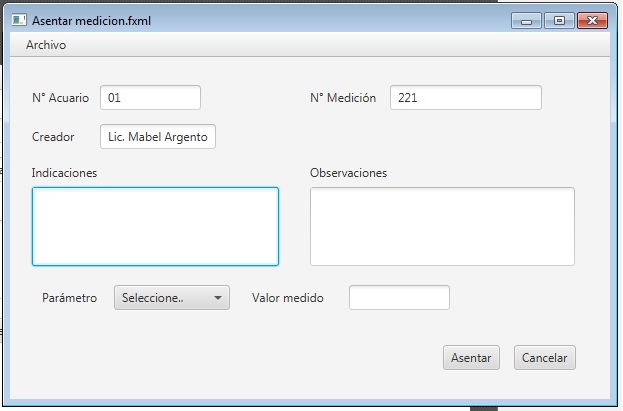 Asentar medicion.fxml
Archivo
N° Acuario 01 N° Medición 221
Creador Lic. Mabel Argento
Indicaciones Observaciones
Parámetro Seleccione.. Valor medido
Asentar Cancelar